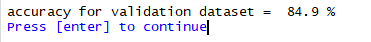 accuracy for validation dataset =  84.9 %
Press [enter] to continue